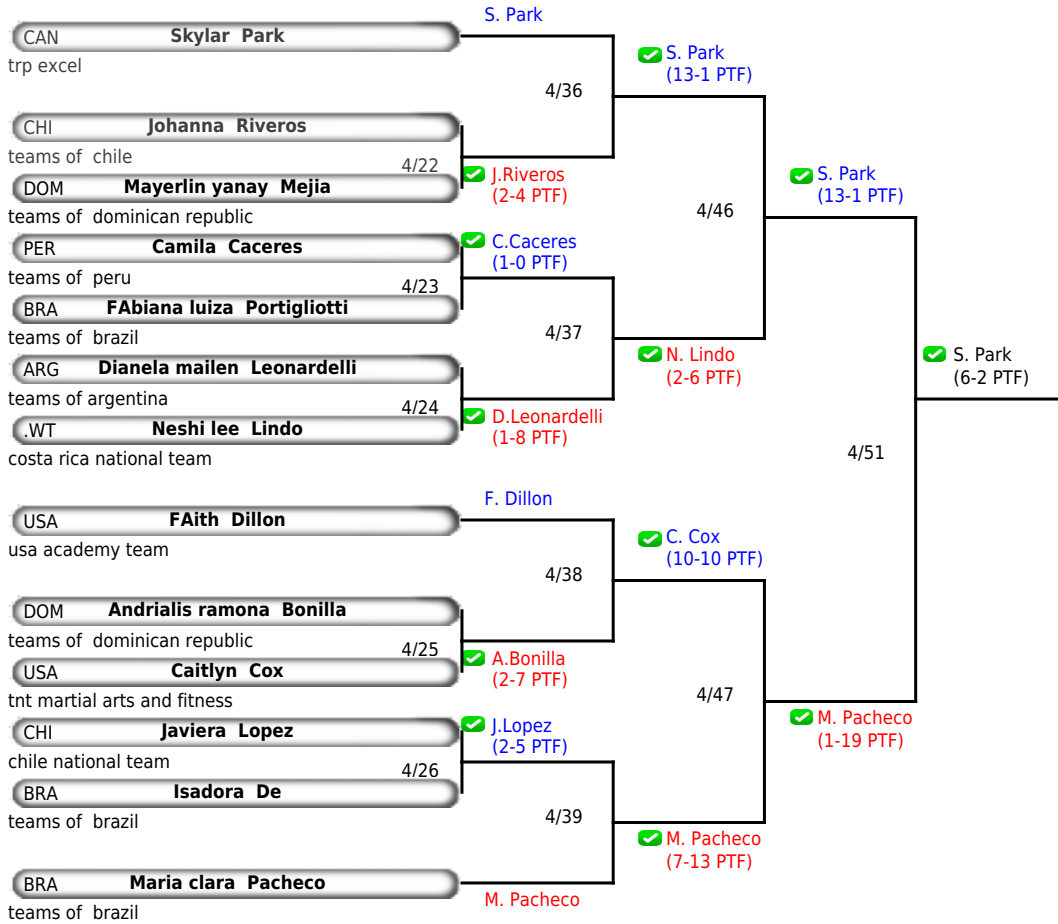 S. Park
CAN Skylar  Park
trp excel
S. Park
(13-1 PTF)
4/36
CHI Johanna  Riveros
teams of  chile
4/22
J.Riveros
(2-4 PTF)
DOM Mayerlin yanay  Mejia
teams of  dominican republic
S. Park
(13-1 PTF)
4/46
PER Camila  Caceres
teams of  peru
C.Caceres
(1-0 PTF)
4/23
BRA FAbiana luiza  Portigliotti
teams of  brazil
4/37
N. Lindo
(2-6 PTF)
ARG Dianela mailen  Leonardelli
teams of argentina
4/24
D.Leonardelli
(1-8 PTF)
.WT Neshi lee  Lindo
costa rica national team
S. Park
(6-2 PTF)
4/51
F. Dillon
USA FAith  Dillon
usa academy team
C. Cox
(10-10 PTF)
4/38
DOM Andrialis ramona  Bonilla
teams of  dominican republic
4/25
A.Bonilla
(2-7 PTF)
USA Caitlyn  Cox
tnt martial arts and fitness
4/47
M. Pacheco
(1-19 PTF)
CHI Javiera  Lopez
chile national team
J.Lopez
(2-5 PTF)
4/26
BRA Isadora  De
teams of  brazil
4/39
M. Pacheco
(7-13 PTF)
BRA Maria clara  Pacheco
teams of brazil
M. Pacheco